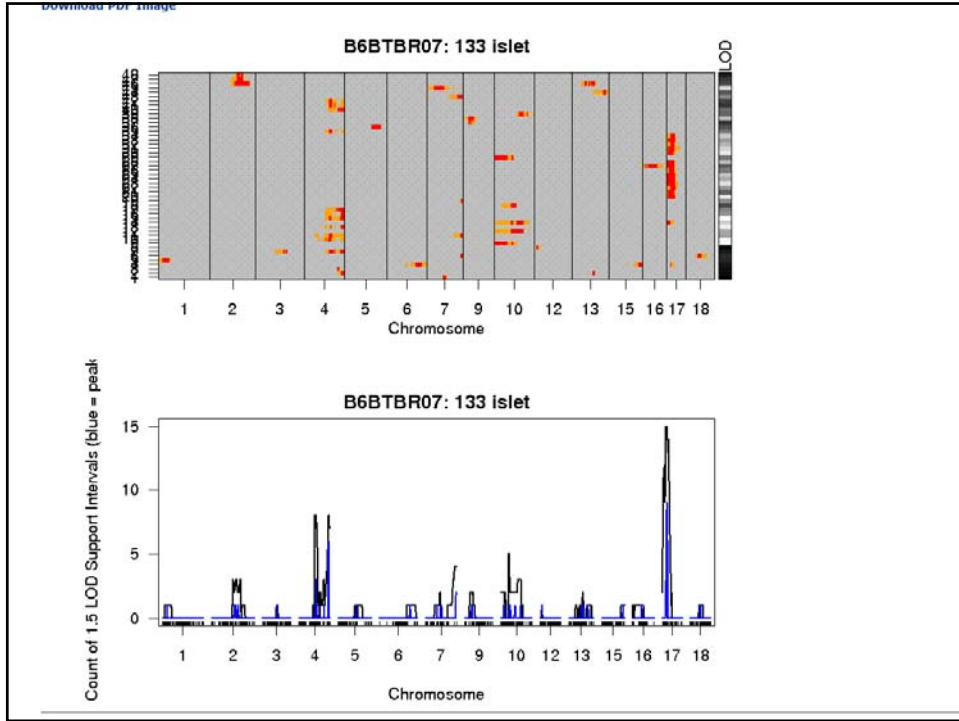 Download PDF Image
B6BTBR07: 133 islet
LOD
1 2 3 4 5 6 7 9 10 12 13 15 16 17 18
Chromosome
B6BTBR07: 133 islet
Count of 1.5 LOD Support Intervals (blue = peak
15
10
5
0
1 2 3 4 5 6 7 9 10 12 13 15 16 17 18
Chromosome